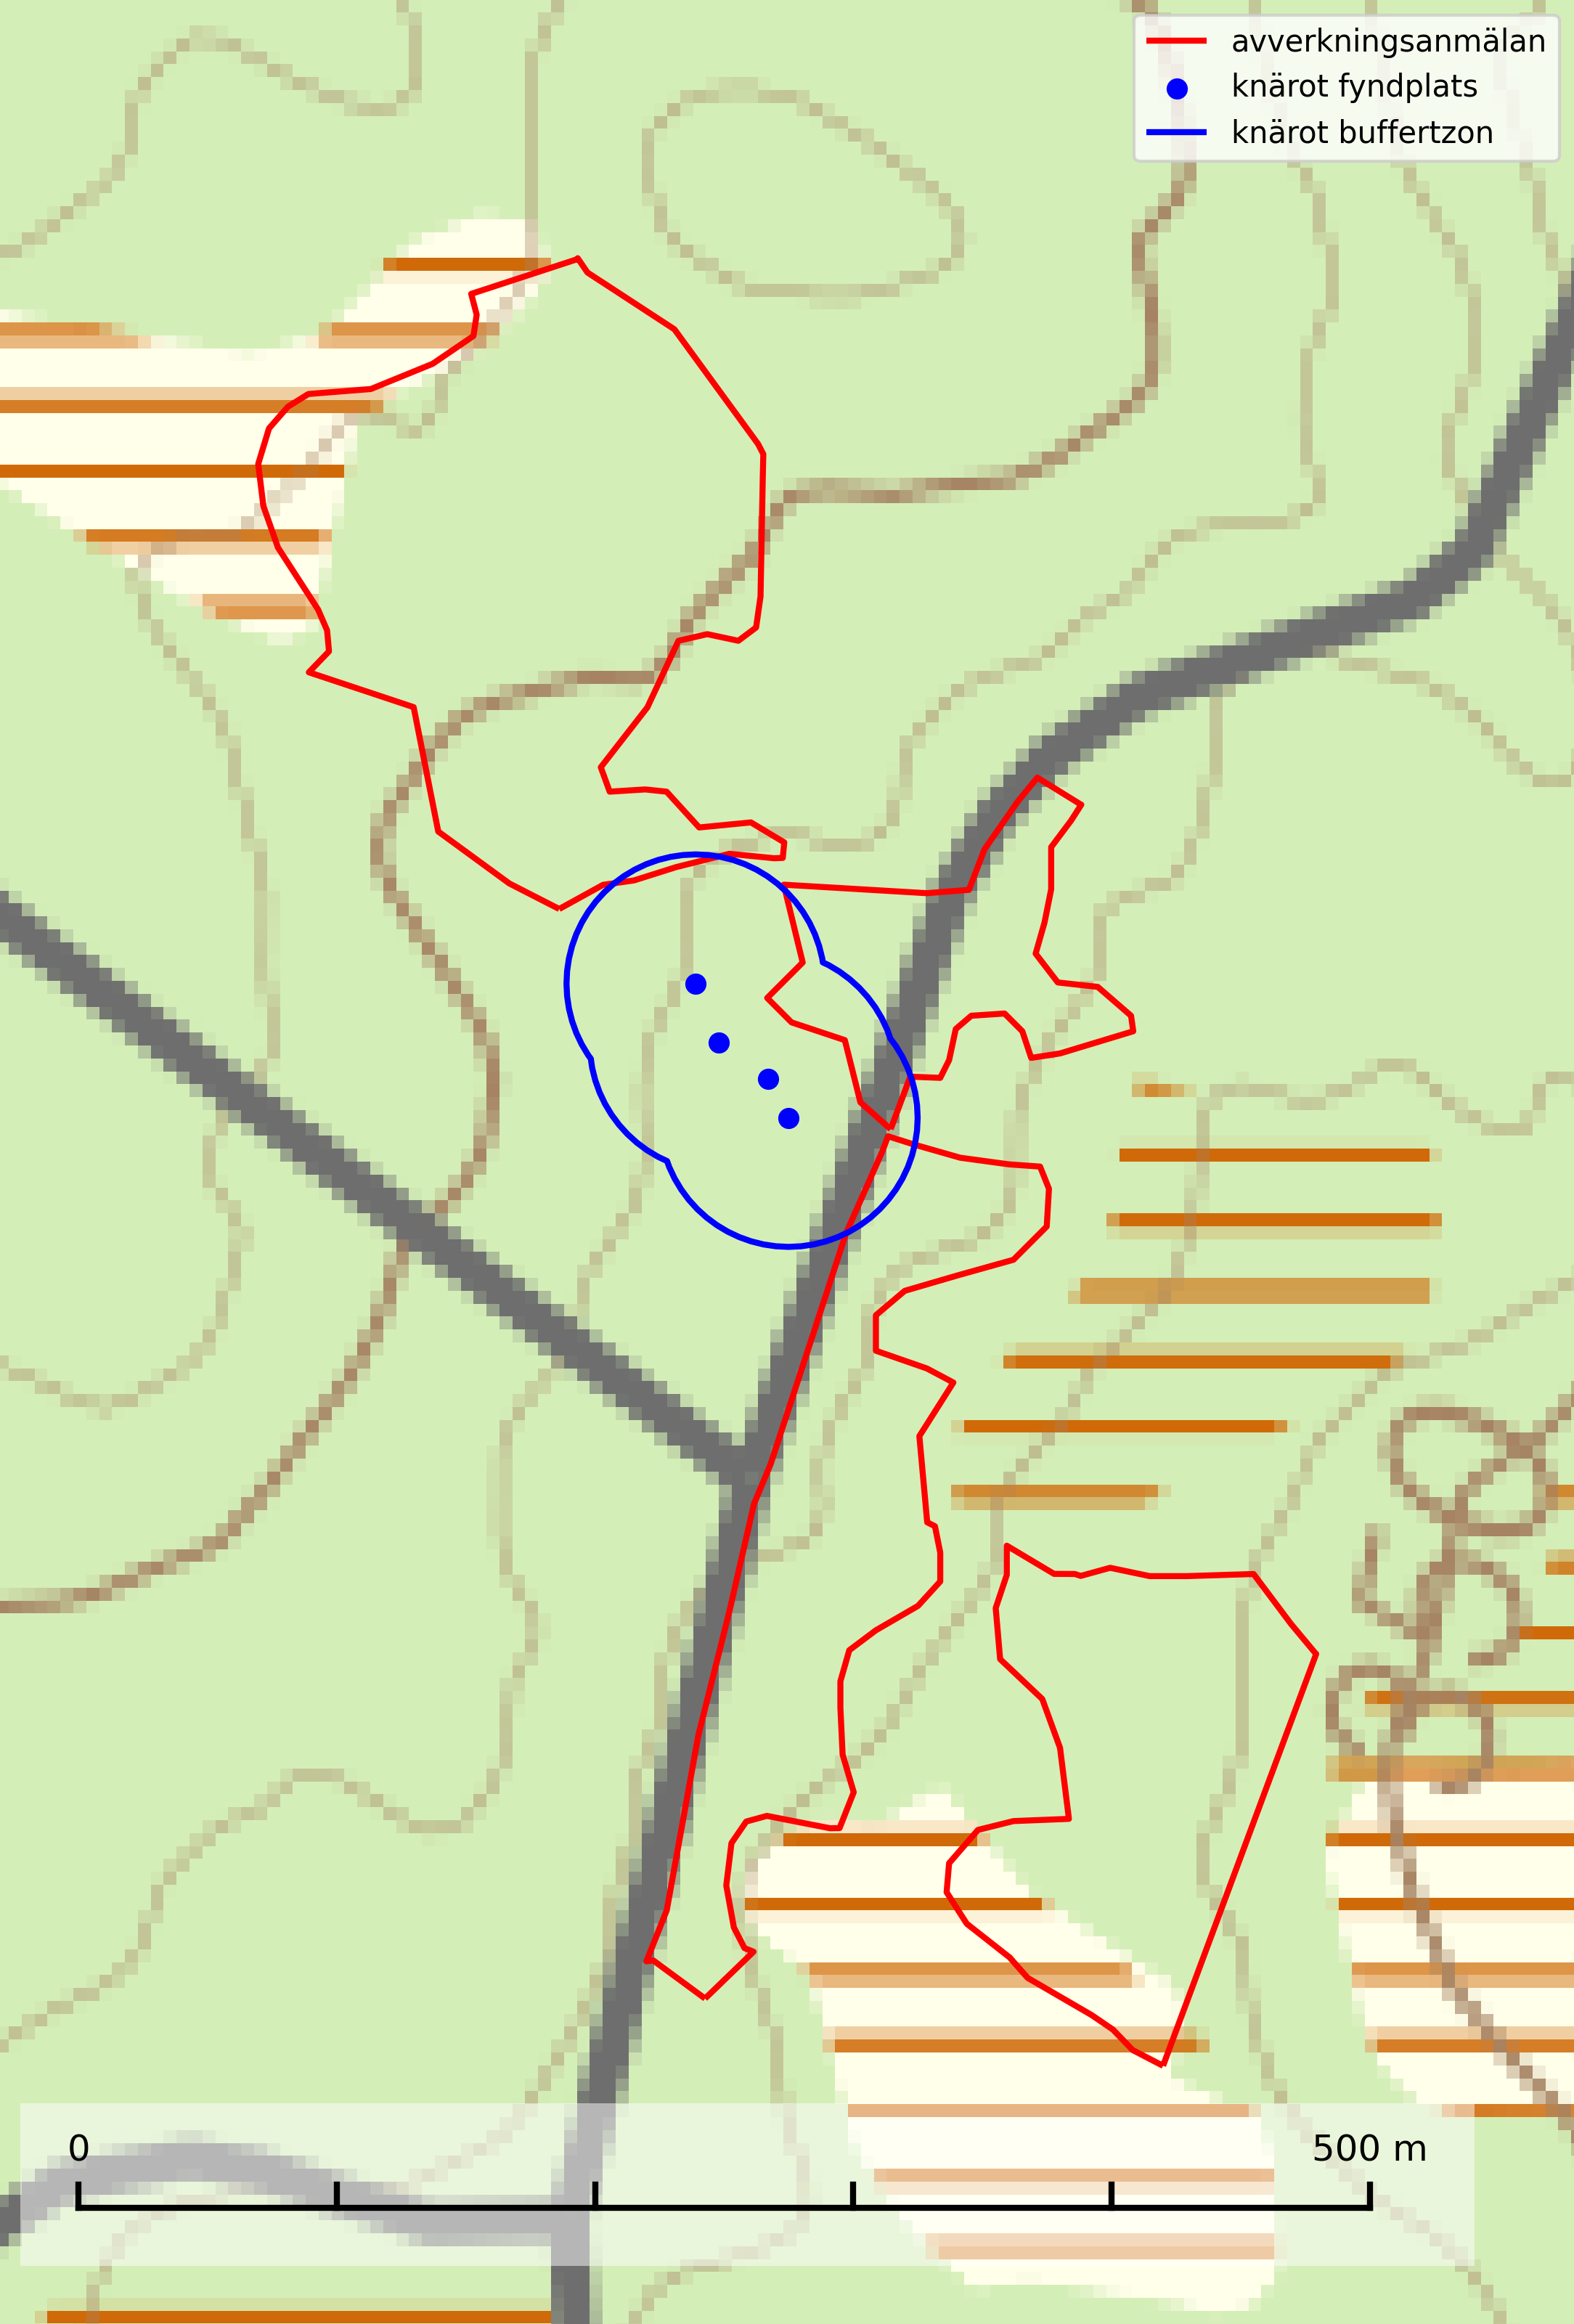 avverkningsanmälan
knärot fyndplats
knärot buffertzon
0
500 m